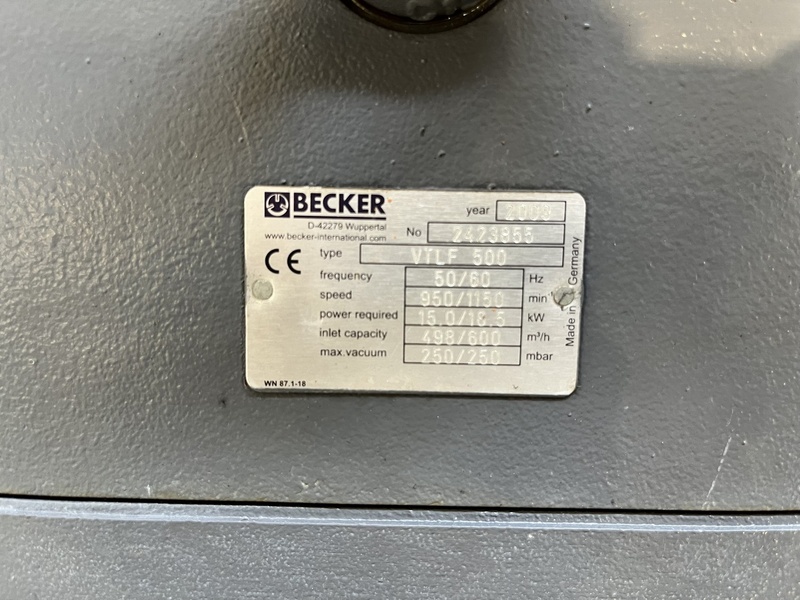 BECKER
year
D-42279 Wuppertal
www.becker-international.com
No 2423855
type VTLF 500
frequency 50/60 Hz
speed 950/1150 min
power required 15.0/18.5 kW
inlet capacity 498/600 m³/h
max.vacuum 250/250 mbar
CE
Made in Germany
WN 87.1-18